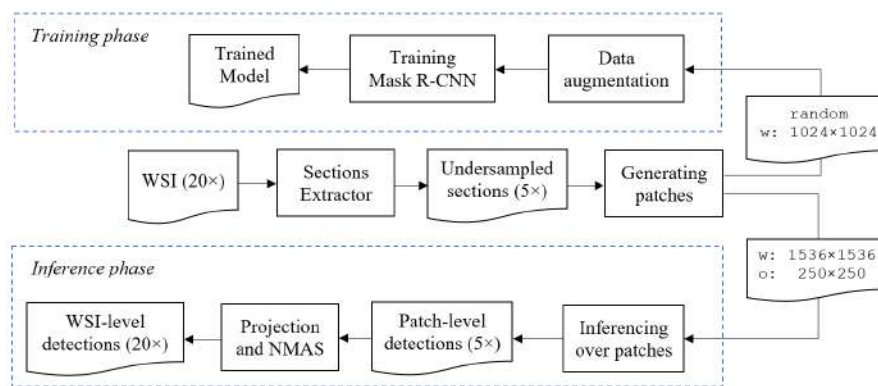 Training phase
Trained
Model
Training
Mask R-CNN
Data
augmentation
random
w: 1024×1024
WSI (20×)
Sections
Extractor
Undersampled
sections (5×)
Generating
patches
w: 1536×1536
o: 250×250
Inference phase
WSI-level
detections (20×)
Projection
and NMAS
Patch-level
detections (5×)
Inferencing
over patches